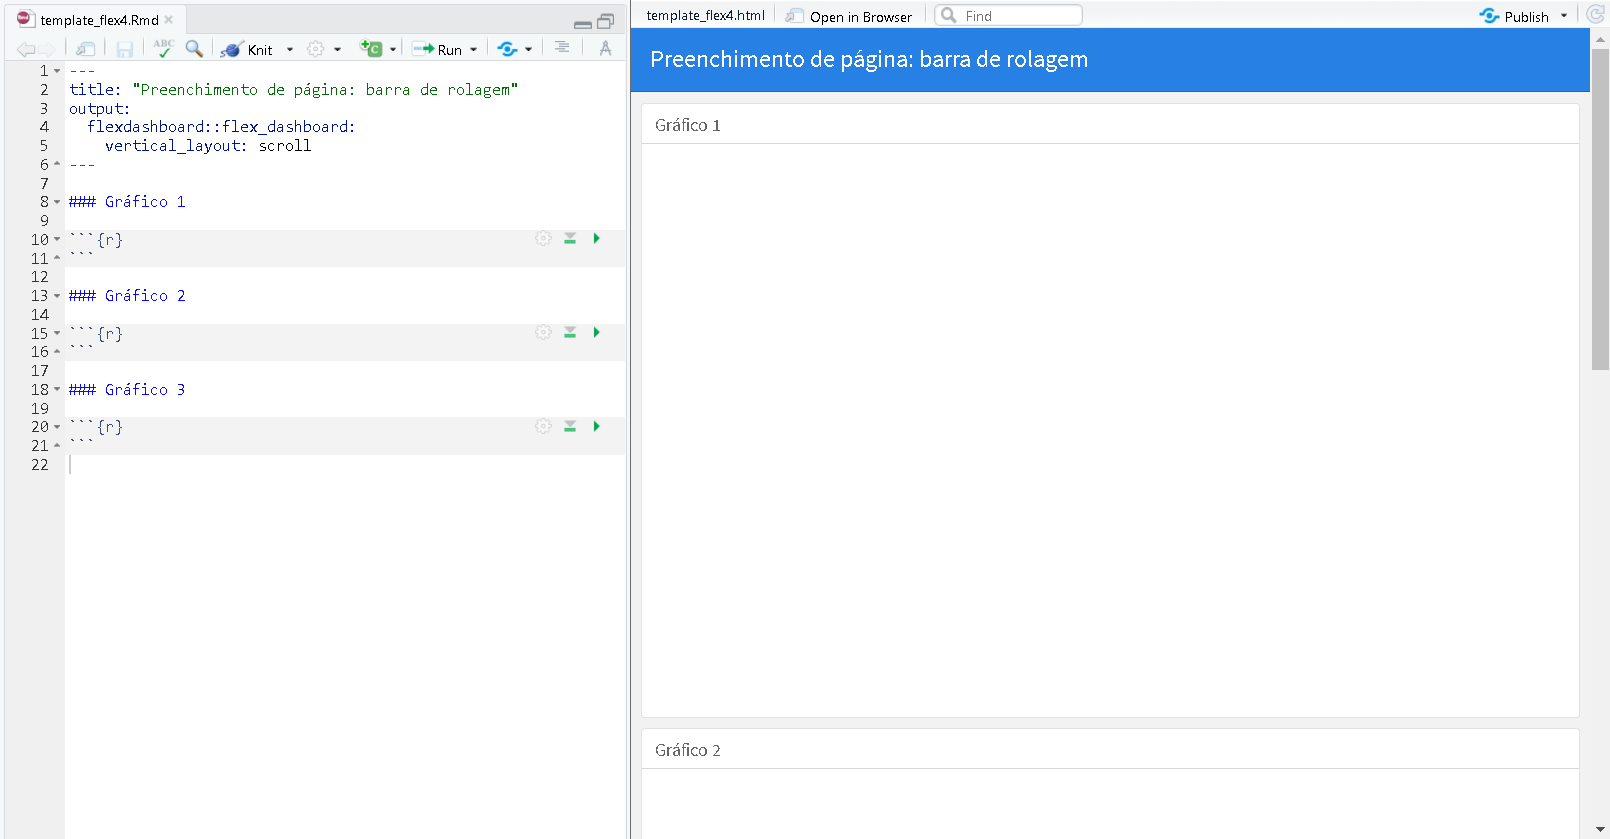 template_flex4.Rmd
ABC
Knit
Run
1 ---
2 title: "Preenchimento de página: barra de rolagem"
3 output:
4 flexdashboard::flex_dashboard:
5 vertical_layout: scroll
6 ---
7
8 ### Gráfico 1
9
10 ```{r}
11 ```
12
13 ### Gráfico 2
14
15 ```{r}
16 ```
17
18 ### Gráfico 3
19
20 ```{r}
21 ```
22
template_flex4.html
Open in Browser
Find
Publish
Preenchimento de página: barra de rolagem
Gráfico 1
Gráfico 2